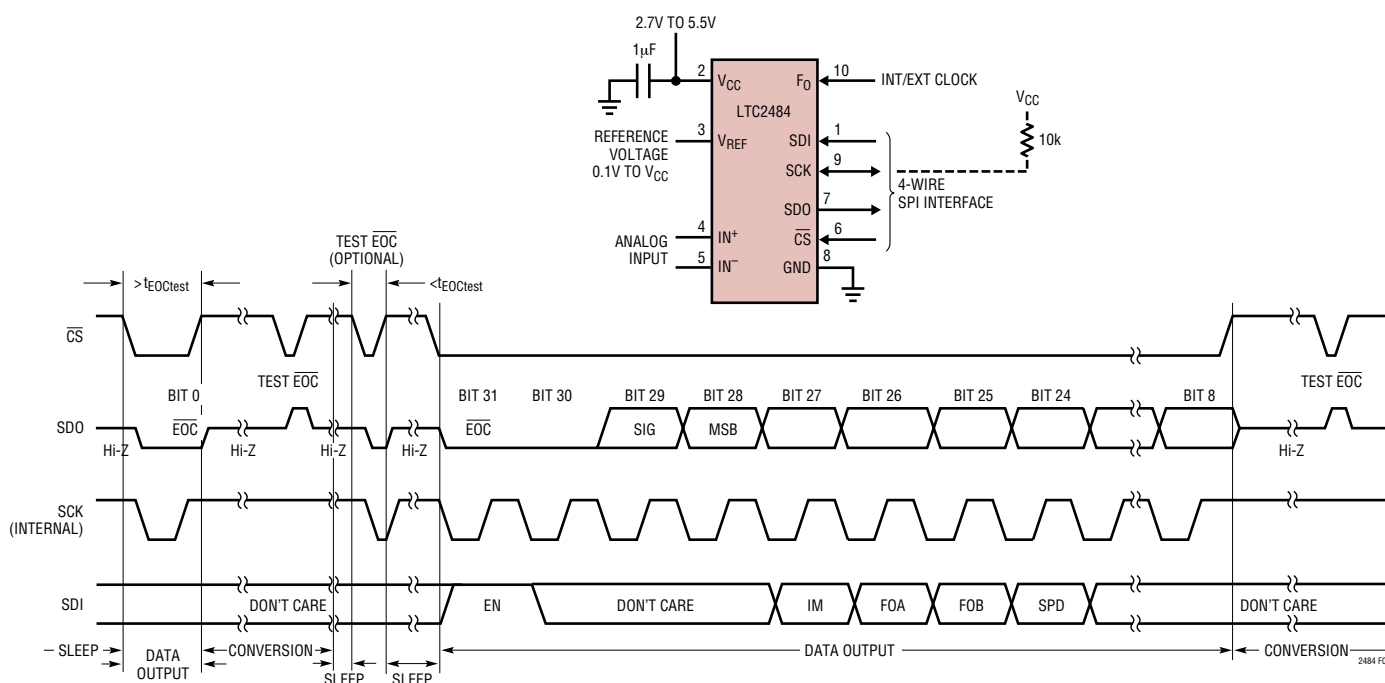 2.7V TO 5.5V
1µF
2
VCC
FO
10
INT/EXT CLOCK
LTC2484
VCC
10k
REFERENCE
VOLTAGE
0.1V TO VCC
3
VREF
SDI
1
SCK
9
4-WIRE
SPI INTERFACE
SDO
7
ANALOG
INPUT
4
IN+
5
IN−
CS
6
GND
8
TEST EOC
(OPTIONAL)
>tEOCtest
<tEOCtest
CS
TEST EOC
TEST EOC
BIT 0
BIT 31
BIT 30
BIT 29
BIT 28
BIT 27
BIT 26
BIT 25
BIT 24
BIT 8
SDO
EOC
EOC
SIG
MSB
Hi-Z
Hi-Z
Hi-Z
Hi-Z
Hi-Z
SCK
(INTERNAL)
SDI
DON'T CARE
EN
DON'T CARE
IM
FOA
FOB
SPD
DON'T CARE
SLEEP
DATA
OUTPUT
CONVERSION
SLEEP
SLEEP
DATA OUTPUT
CONVERSION